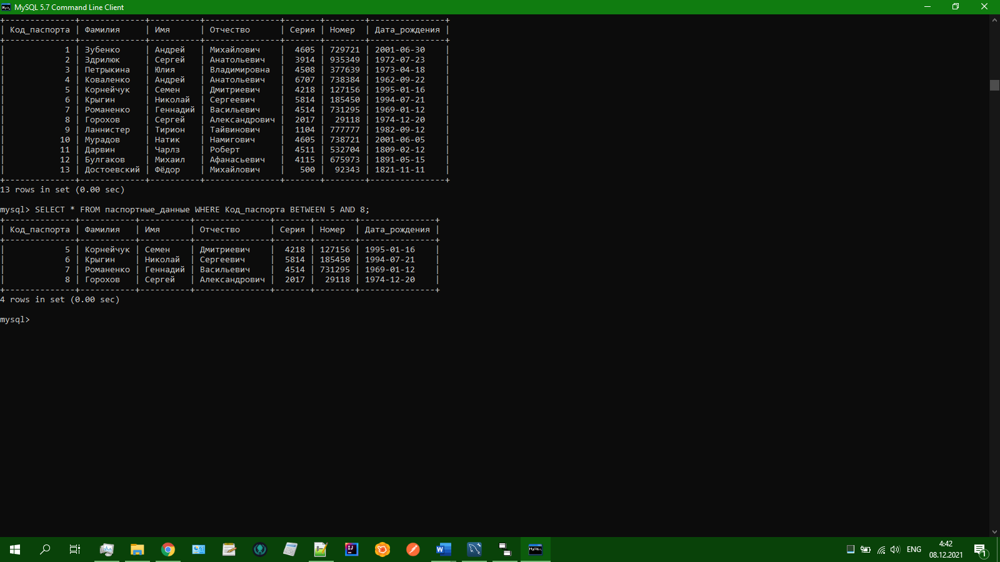 MySQL 5.7 Command Line Client
+--------------+-------------+----------+---------------+-------+--------+---------------+
| Код_паспорта | Фамилия     | Имя      | Отчество      | Серия | Номер  | Дата_рождения |
+--------------+-------------+----------+---------------+-------+--------+---------------+
|            1 | Зубенко     | Андрей   | Михайлович    |  4605 | 729721 | 2001-06-30    |
|            2 | Здрилюк     | Сергей   | Анатольевич   |  3914 | 935349 | 1972-07-23    |
|            3 | Петрыкина   | Юлия     | Владимировна  |  4508 | 377639 | 1973-04-18    |
|            4 | Коваленко   | Андрей   | Анатольевич   |  6707 | 738384 | 1962-09-22    |
|            5 | Корнейчук   | Семен    | Дмитриевич    |  4218 | 127156 | 1995-01-16    |
|            6 | Крыгин      | Николай  | Сергеевич     |  5814 | 185450 | 1994-07-21    |
|            7 | Романенко   | Геннадий | Васильевич    |  4514 | 731295 | 1969-01-12    |
|            8 | Горохов     | Сергей   | Александрович |  2017 |  29118 | 1974-12-20    |
|            9 | Ланнистер   | Тирион   | Тайвинович    |  1104 | 777777 | 1982-09-12    |
|           10 | Мурадов     | Натик    | Намигович     |  4605 | 738721 | 2001-06-05    |
|           11 | Дарвин      | Чарлз    | Роберт        |  4511 | 532704 | 1809-02-12    |
|           12 | Булгаков    | Михаил   | Афанасьевич   |  4115 | 675973 | 1891-05-15    |
|           13 | Достоевский | Фёдор    | Михайлович    |   500 |  92343 | 1821-11-11    |
+--------------+-------------+----------+---------------+-------+--------+---------------+
13 rows in set (0.00 sec)
mysql> SELECT * FROM паспортные_данные WHERE Код_паспорта BETWEEN 5 AND 8;
+--------------+-----------+----------+---------------+-------+--------+---------------+
| Код_паспорта | Фамилия   | Имя      | Отчество      | Серия | Номер  | Дата_рождения |
+--------------+-----------+----------+---------------+-------+--------+---------------+
|            5 | Корнейчук | Семен    | Дмитриевич    |  4218 | 127156 | 1995-01-16    |
|            6 | Крыгин    | Николай  | Сергеевич     |  5814 | 185450 | 1994-07-21    |
|            7 | Романенко | Геннадий | Васильевич    |  4514 | 731295 | 1969-01-12    |
|            8 | Горохов   | Сергей   | Александрович |  2017 |  29118 | 1974-12-20    |
+--------------+-----------+----------+---------------+-------+--------+---------------+
4 rows in set (0.00 sec)
mysql>
ENG
4:42
08.12.2021
1